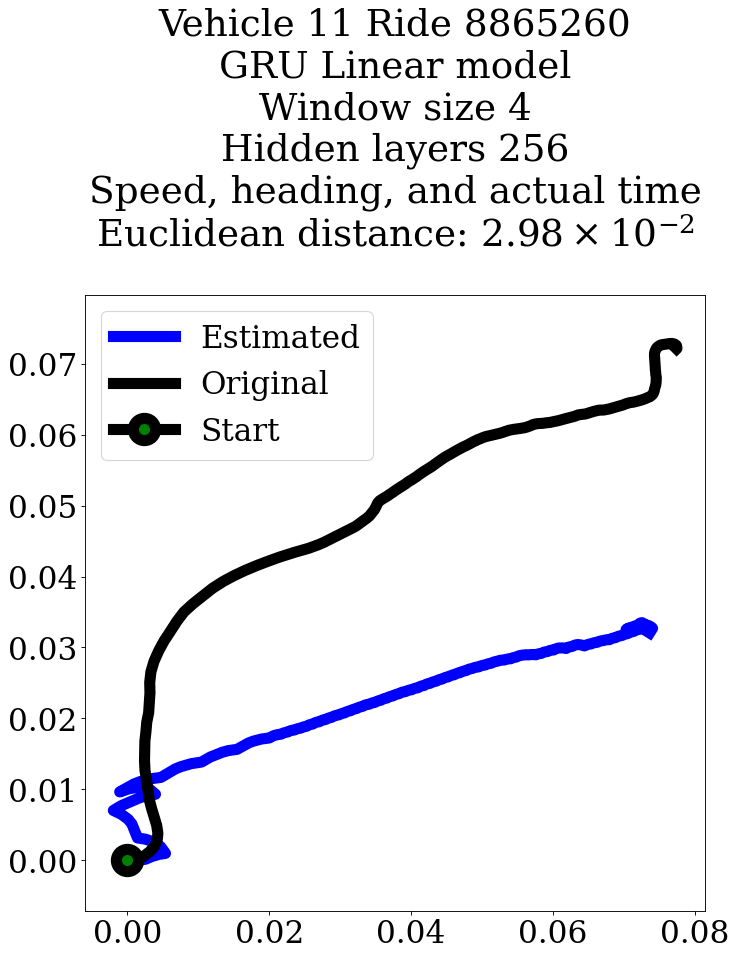 Vehicle 11 Ride 8865260
GRU Linear model
Window size 4
Hidden layers 256
Speed, heading, and actual time
Euclidean distance: 2.98 × 10⁻²
Estimated
Original
Start
0.07
0.06
0.05
0.04
0.03
0.02
0.01
0.00
0.00 0.02 0.04 0.06 0.08